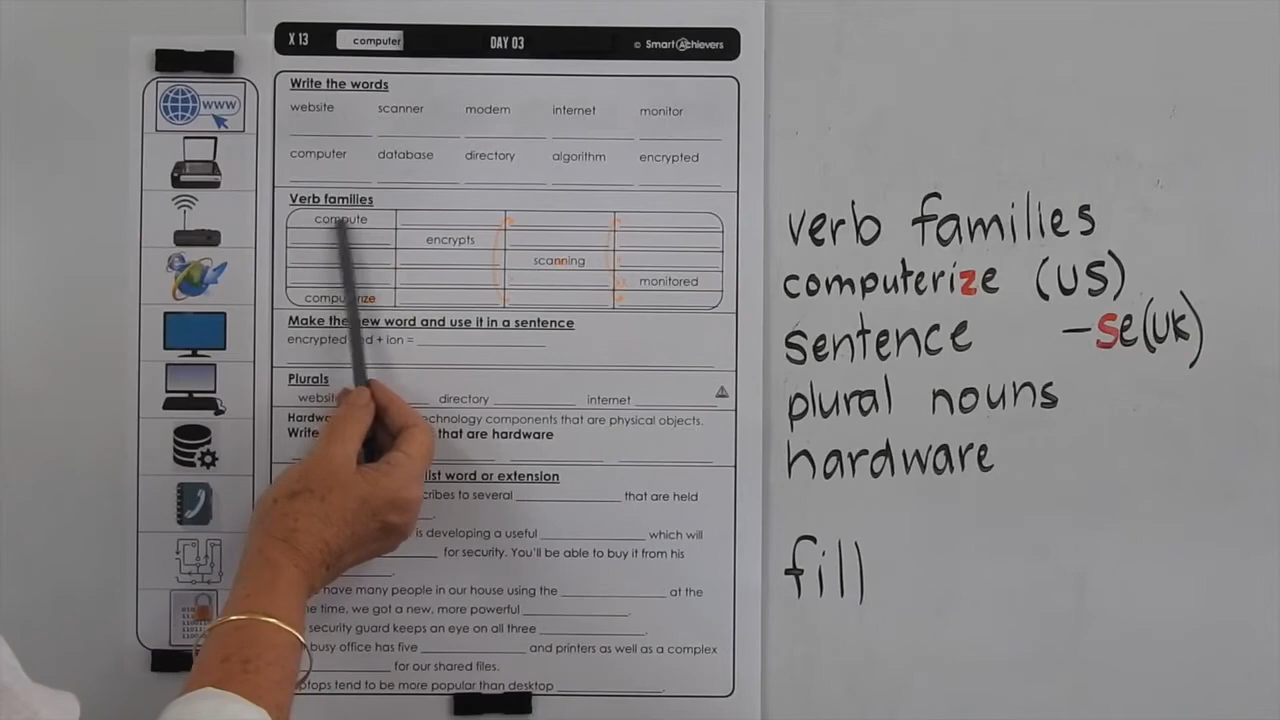 X 13 computer DAY 03 © SmartAchievers
Write the words
website scanner modem internet monitor
computer database directory algorithm encrypted
Verb families
compute
encrypts
scanning
monitored
computerize
Make the new word and use it in a sentence
encrypted + ion =
Plurals
directory internet
technology components that are physical objects.
Write that are hardware
list word or extension
to several that are held
is developing a useful which will
for security. You'll be able to buy it from his
have many people in our house using the at the
time, we got a new, more powerful
security guard keeps an eye on all three
busy office has five and printers as well as a complex
for our shared files.
tend to be more popular than desktop
www
verb families
computerize (US)
sentence -se(UK)
plural nouns
hardware
fill